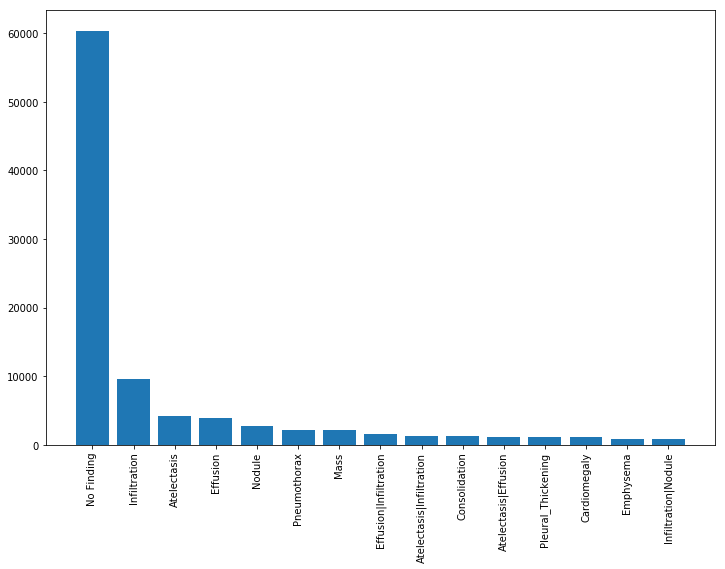 60000
50000
40000
30000
20000
10000
0
No Finding
Infiltration
Atelectasis
Effusion
Nodule
Pneumothorax
Mass
Effusion|Infiltration
Atelectasis|Infiltration
Consolidation
Atelectasis|Effusion
Pleural_Thickening
Cardiomegaly
Emphysema
Infiltration|Nodule